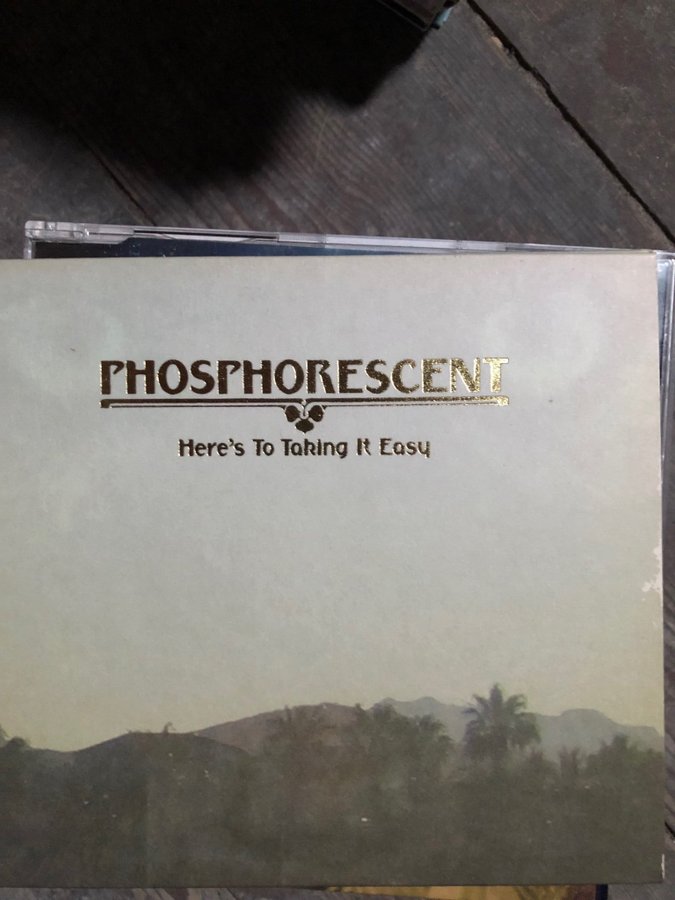 PHOSPHORESCENT
Here's To Taking It Easy